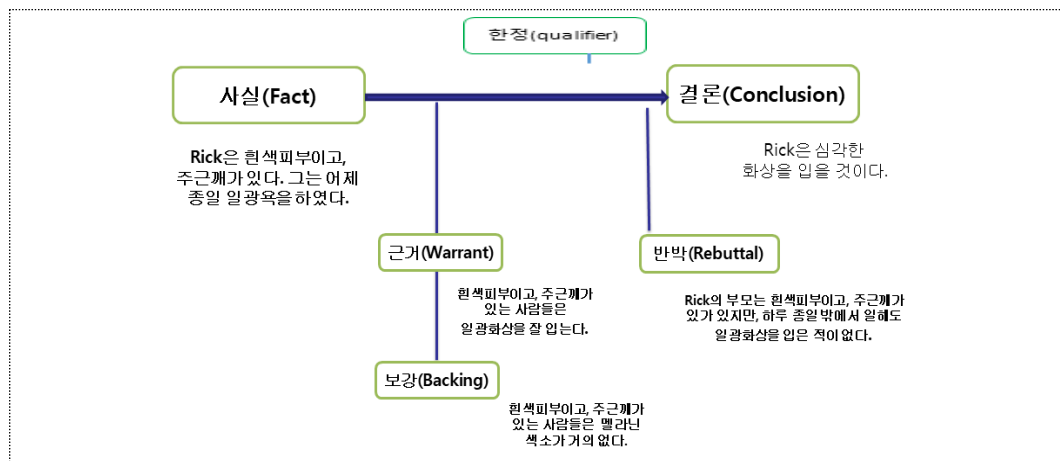 한정(qualifier)
사실(Fact)
결론(Conclusion)
Rick은 흰색피부이고,
주근깨가 있다. 그는 어제
종일 일광욕을 하였다.
Rick은 심각한
화상을 입을 것이다.
근거(Warrant)
흰색피부이고, 주근깨가
있는 사람들은
일광화상을 잘 입는다.
반박(Rebuttal)
Rick의 부모는 흰색피부이고, 주근깨가
있가 있지만, 하루 종일 밖에서 일해도
일광화상을 입은 적이 없다.
보강(Backing)
흰색피부이고, 주근깨가
있는 사람들은 멜라닌
색소가 거의 없다.